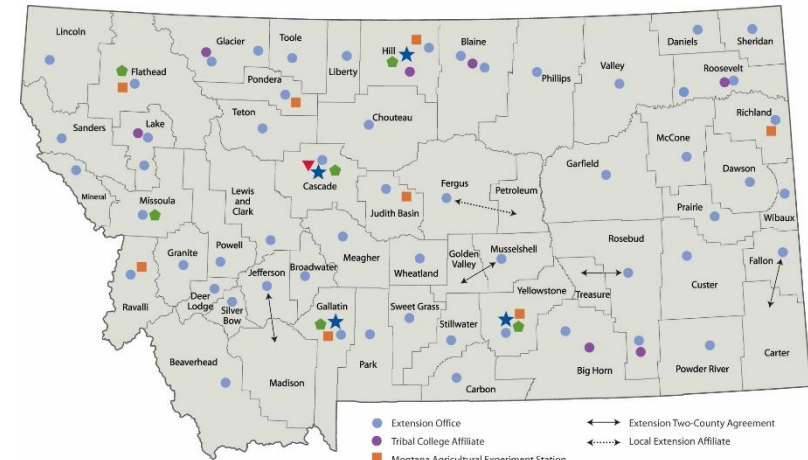 Lincoln
Flathead
Glacier
Toole
Pondera
Liberty
Hill
Blaine
Phillips
Valley
Daniels
Sheridan
Roosevelt
Richland
Sanders
Lake
Teton
Chouteau
McCone
Garfield
Dawson
Mineral
Missoula
Lewis
and
Clark
Cascade
Judith Basin
Fergus
Petroleum
Prairie
Wibaux
Ravalli
Granite
Powell
Deer
Lodge
Silver
Bow
Jefferson
Broadwater
Meagher
Wheatland
Golden
Valley
Musselshell
Rosebud
Treasure
Custer
Fallon
Beaverhead
Madison
Gallatin
Park
Sweet Grass
Stillwater
Yellowstone
Carbon
Big Horn
Powder River
Carter
Extension Office
Tribal College Affiliate
Montana Agricultural Experiment Station
Extension Two-County Agreement
Local Extension Affiliate